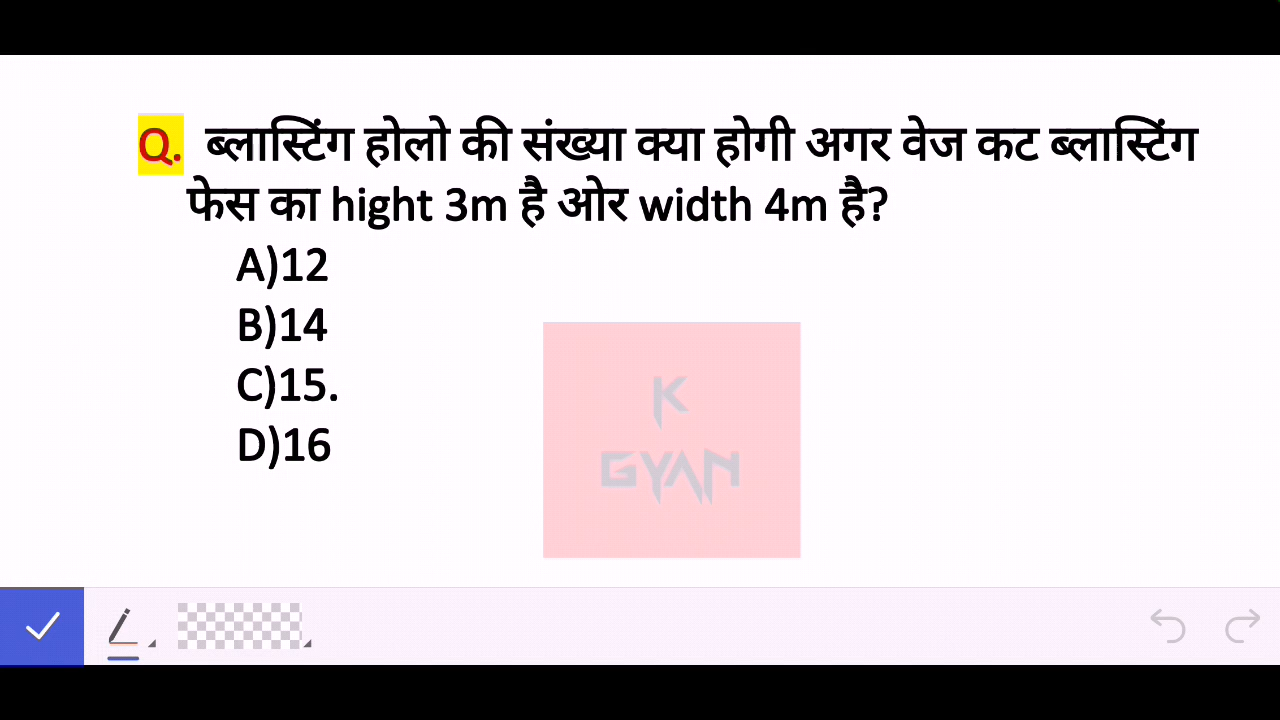 Q. ब्लास्टिंग होलो की संख्या क्या होगी अगर वेज कट ब्लास्टिंग
फेस का hight 3m है ओर width 4m है?
A)12
B)14
C)15.
D)16
K
GYAN